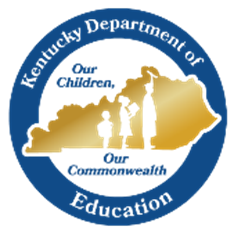 Kentucky Department of
Our
Children,
Our
Commonwealth
Education